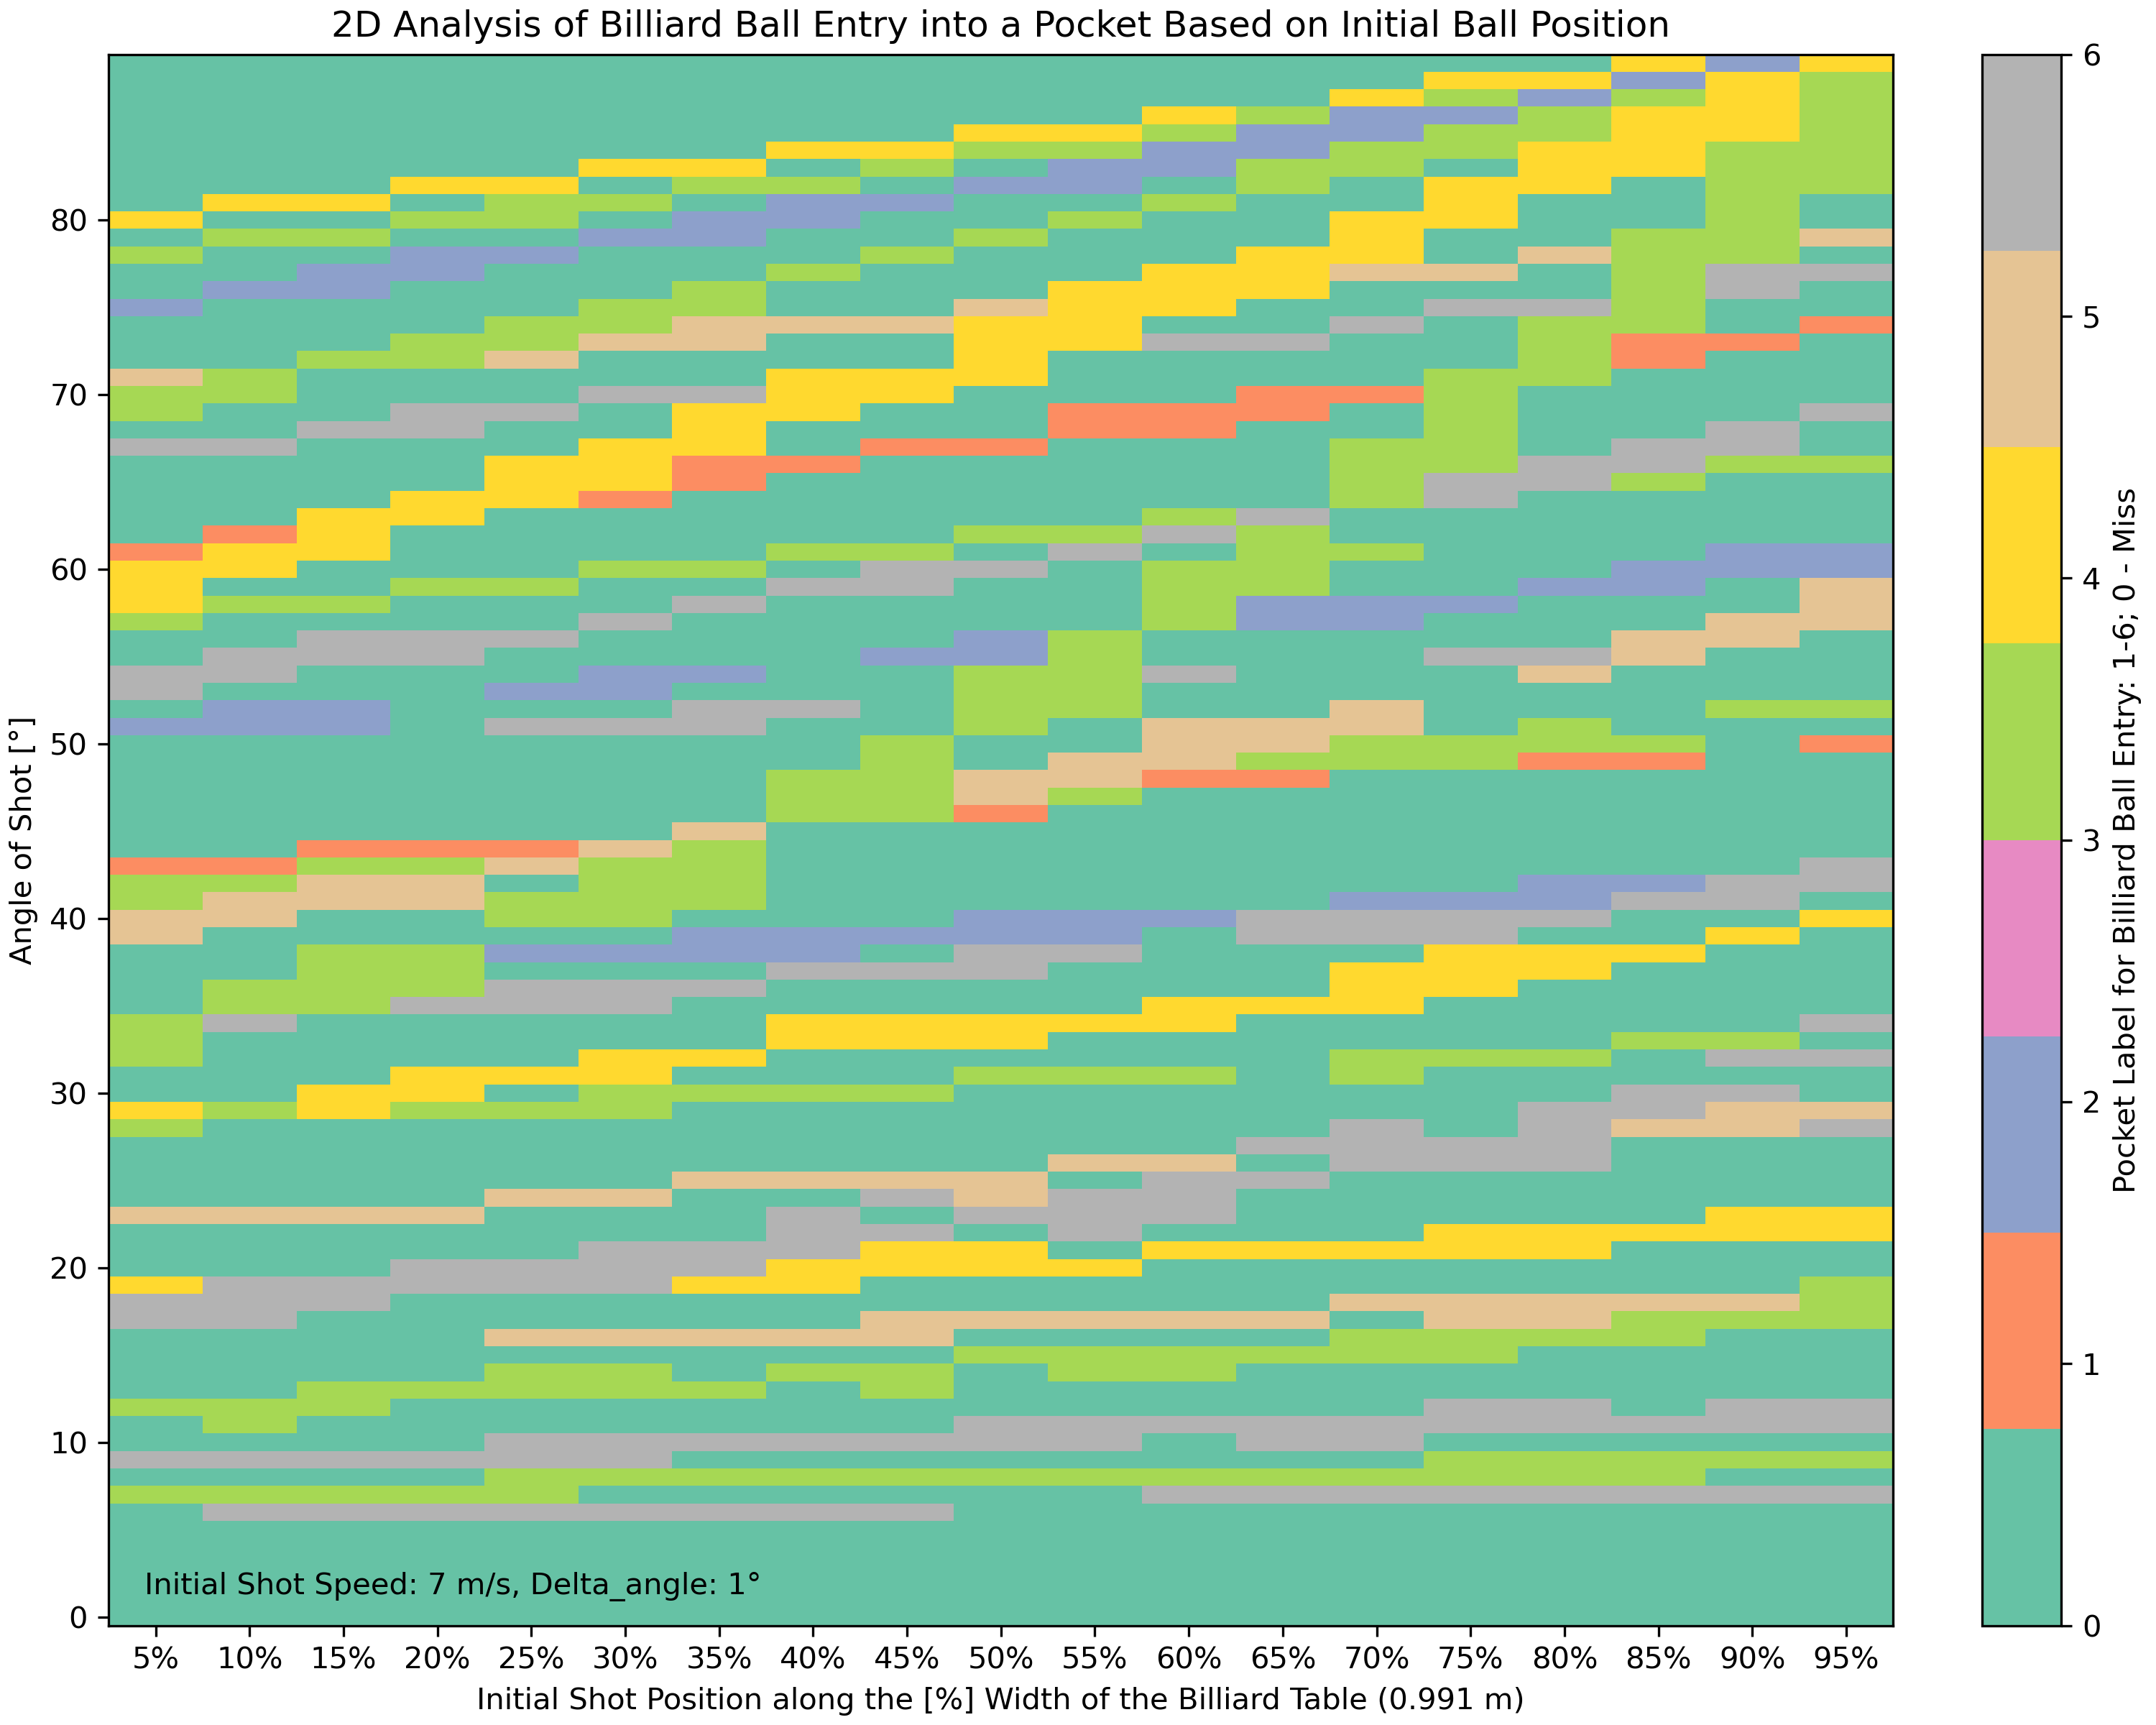 2D Analysis of Billiard Ball Entry into a Pocket Based on Initial Ball Position
Angle of Shot [°]
80
70
60
50
40
30
20
10
0
Initial Shot Speed: 7 m/s, Delta_angle: 1°
5% 10% 15% 20% 25% 30% 35% 40% 45% 50% 55% 60% 65% 70% 75% 80% 85% 90% 95%
Initial Shot Position along the [%] Width of the Billiard Table (0.991 m)
6
5
4
3
2
1
0
Pocket Label for Billiard Ball Entry: 1-6; 0 - Miss